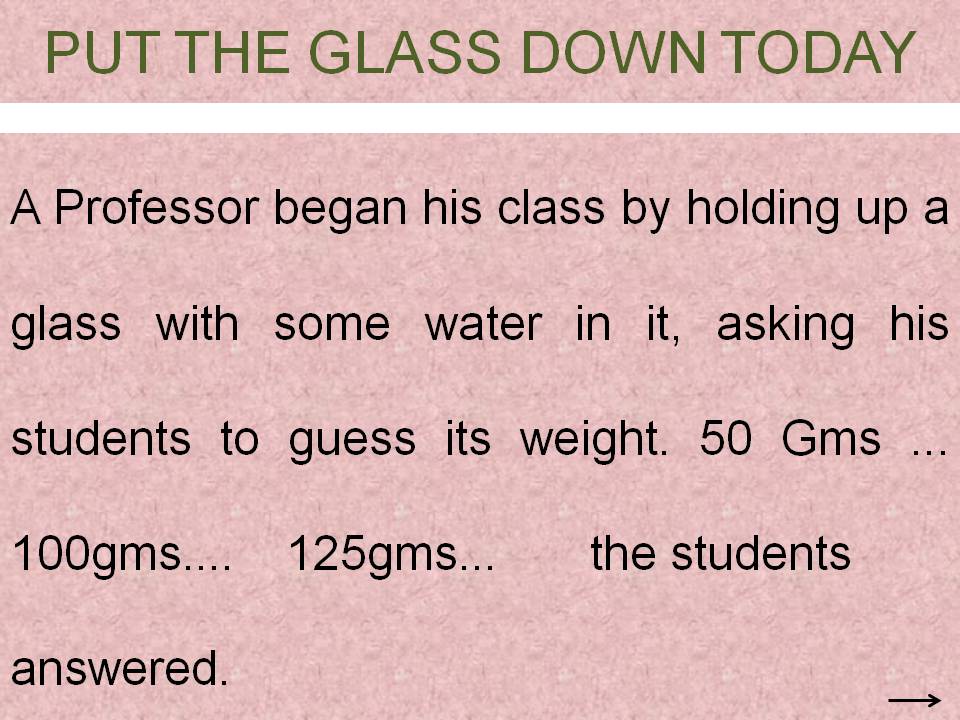 PUT THE GLASS DOWN TODAY
A Professor began his class by holding up a
glass with some water in it, asking his
students to guess its weight. 50 Gms ...
100gms.... 125gms... the students
answered.